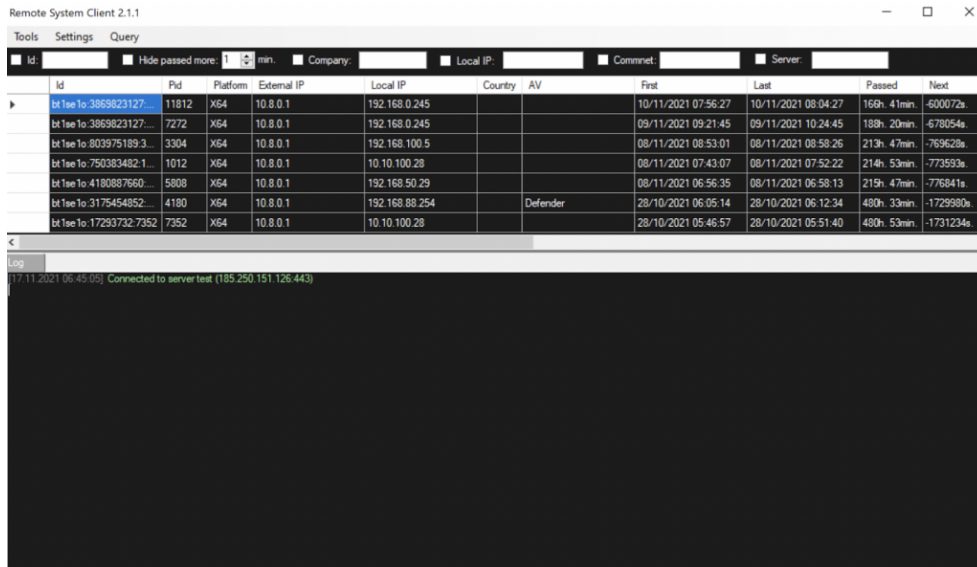 Remote System Client 2.1.1
Tools Settings Query
Id: Hide passed more: 1 min. Company: Local IP: Commnet: Server:
Id Pid Platform External IP Local IP Country AV First Last Passed Next
bt1se1o:3869823127:... 11812 X64 10.8.0.1 192.168.0.245 10/11/2021 07:56:27 10/11/2021 08:04:27 166h. 41min. -600072s.
bt1se1o:3869823127:... 7272 X64 10.8.0.1 192.168.0.245 09/11/2021 09:21:45 09/11/2021 10:24:45 188h. 20min. -678054s.
bt1se1o:803975189:3... 3304 X64 10.8.0.1 192.168.100.5 08/11/2021 08:53:01 08/11/2021 08:58:26 213h. 47min. -769628s.
bt1se1o:750383482:1... 1012 X64 10.8.0.1 10.10.100.28 08/11/2021 07:43:07 08/11/2021 07:52:22 214h. 53min. -773593s.
bt1se1o:4180887660:... 5808 X64 10.8.0.1 192.168.50.29 08/11/2021 06:56:35 08/11/2021 06:58:13 215h. 47min. -776841s.
bt1se1o:3175454852:... 4180 X64 10.8.0.1 192.168.88.254 Defender 28/10/2021 06:05:14 28/10/2021 06:12:34 480h. 33min. -1729980s.
bt1se1o:17293732:7352 7352 X64 10.8.0.1 10.10.100.28 28/10/2021 05:46:57 28/10/2021 05:51:40 480h. 53min. -1731234s.
Log
[17.11.2021 06:45:05] Connected to server test (185.250.151.126:443)